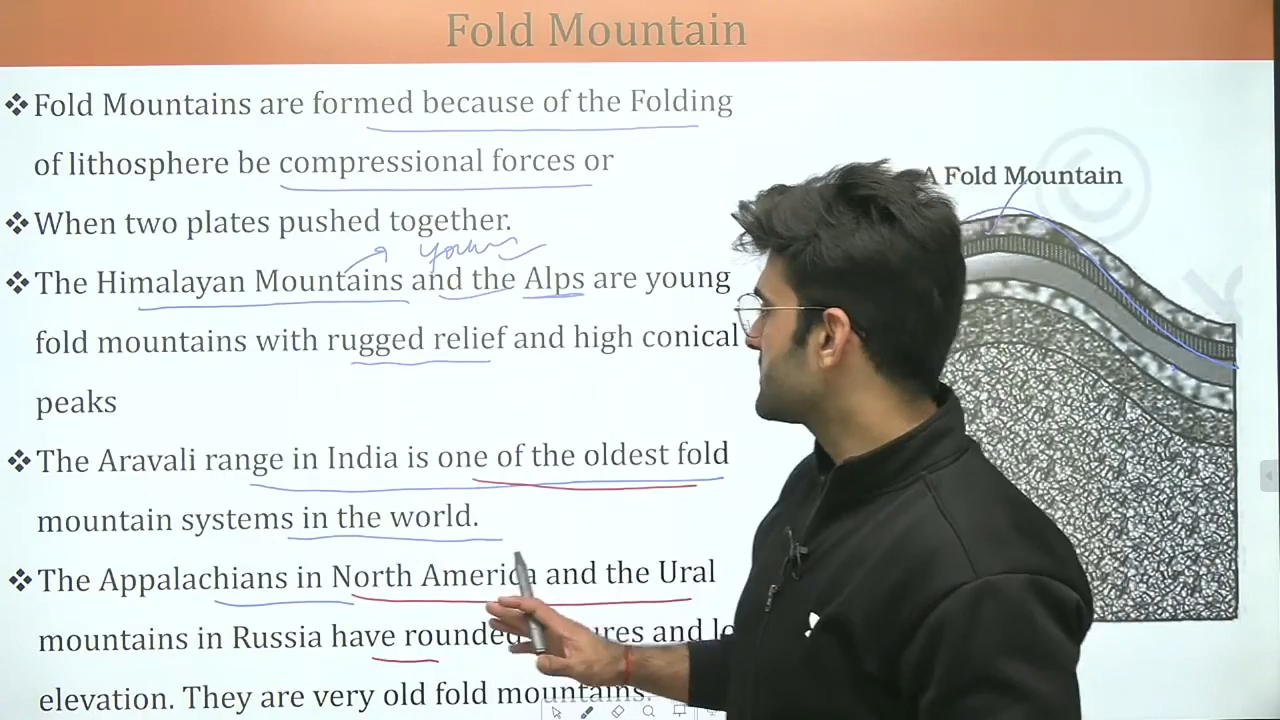 Fold Mountain
❖ Fold Mountains are formed because of the Folding
of lithosphere be compressional forces or
❖ When two plates pushed together.
❖ The Himalayan Mountains and the Alps are young
fold mountains with rugged relief and high conical
peaks
❖ The Aravali range in India is one of the oldest fold
mountain systems in the world.
❖ The Appalachians in North America and the Ural
mountains in Russia have rounded and
elevation. They are very old fold mountains.
A Fold Mountain
©